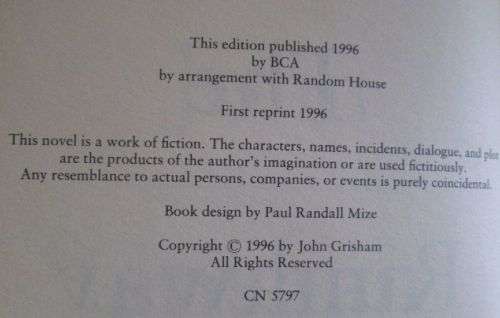 This edition published 1996
by BCA
by arrangement with Random House
First reprint 1996
This novel is a work of fiction. The characters, names, incidents, dialogue, and
are the products of the author's imagination or are used fictitiously.
Any resemblance to actual persons, companies, or events is purely coincidental.
Book design by Paul Randall Mize
Copyright © 1996 by John Grisham
All Rights Reserved
CN 5797